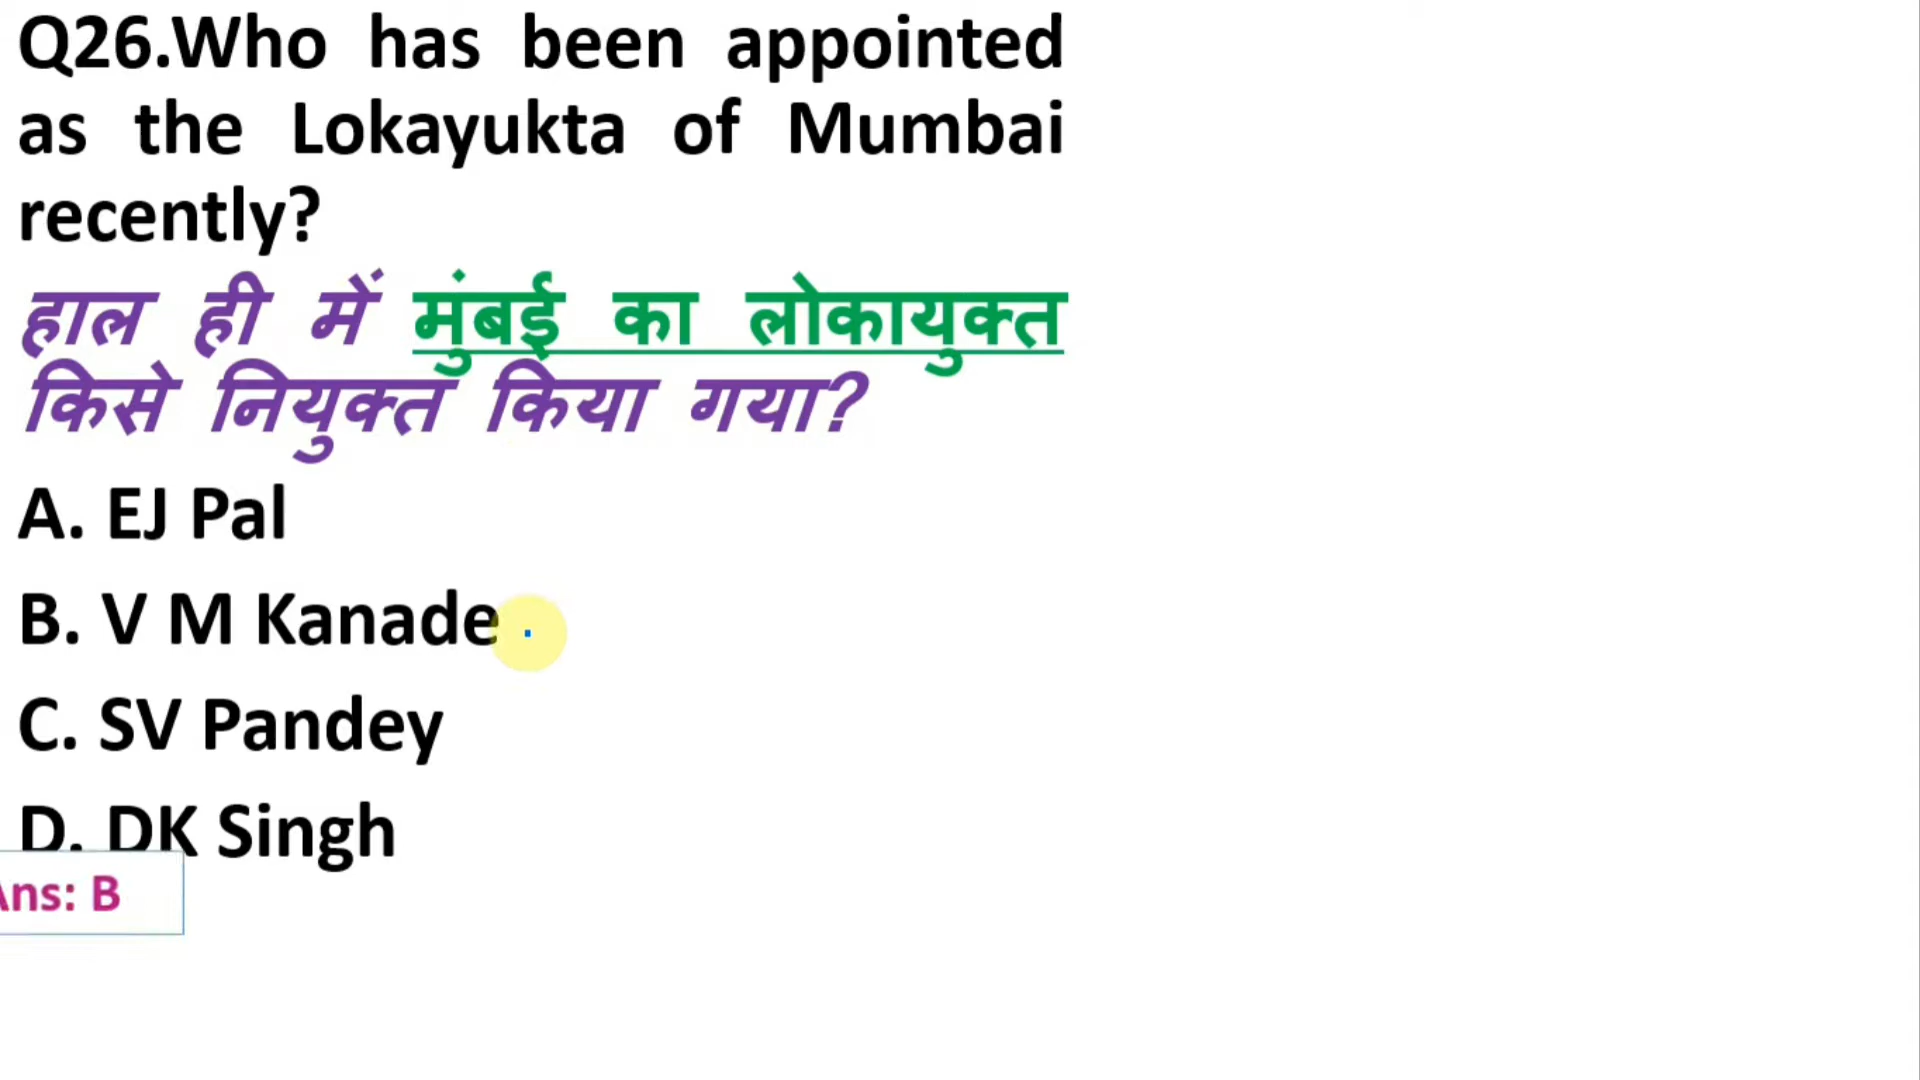 Q26.Who has been appointed
as the Lokayukta of Mumbai
recently?
हाल ही में मुंबई का लोकायुक्त
किसे नियुक्त किया गया?
A. EJ Pal
B. V M Kanade
C. SV Pandey
D. DK Singh
Ans: B